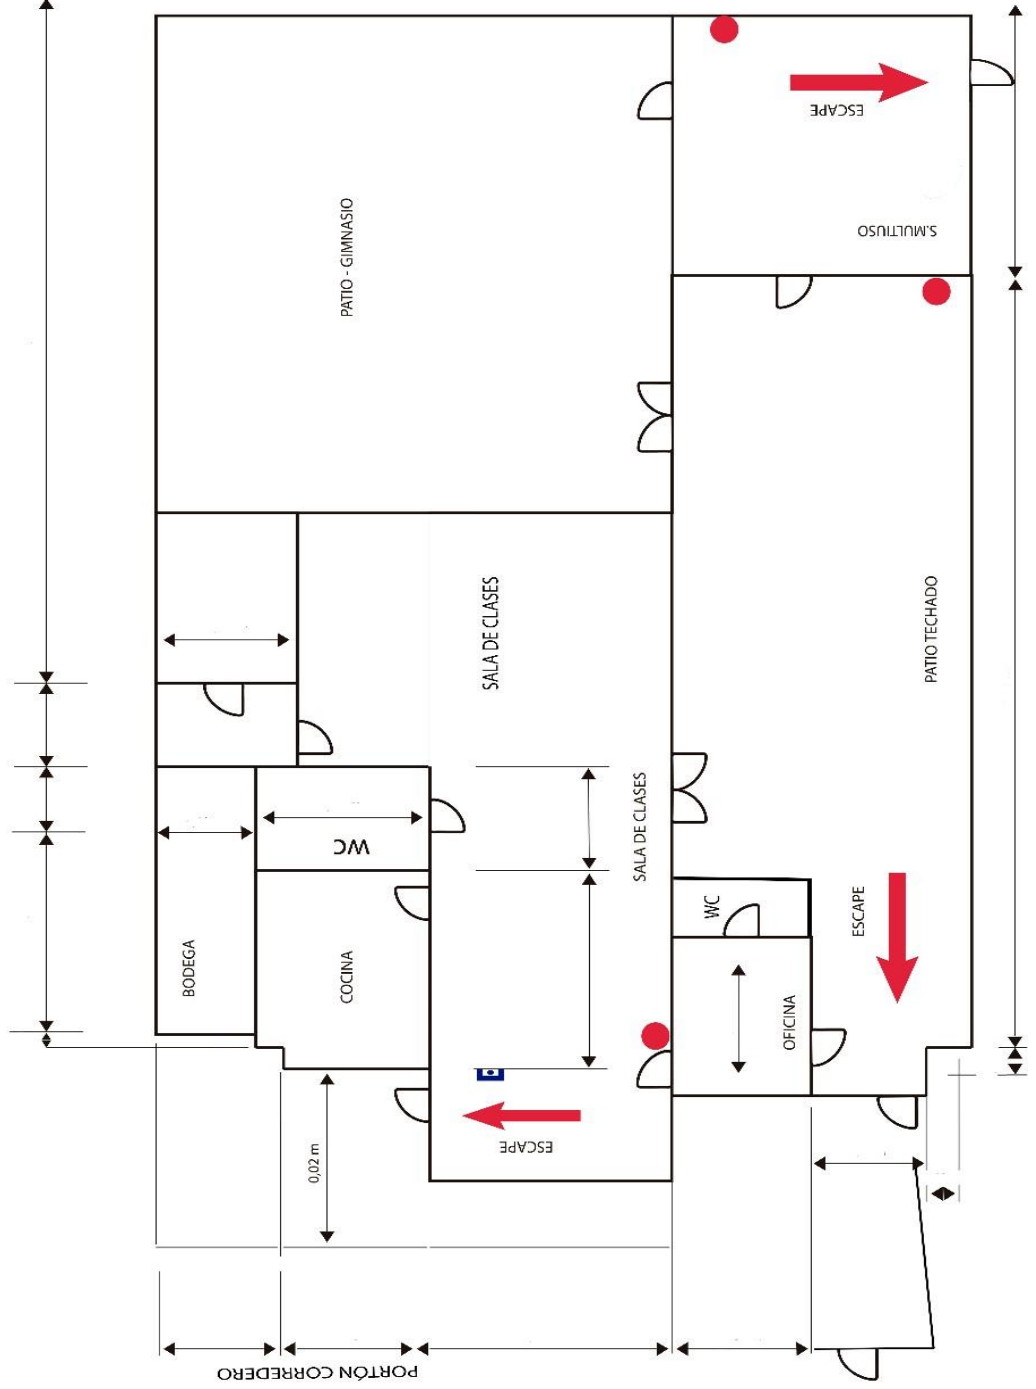 ESCAPE
S.MULTIUSO
PATIO - GIMNASIO
SALA DE CLASES
PATIO TECHADO
SALA DE CLASES
WC
WC
ESCAPE
BODEGA
COCINA
OFICINA
ESCAPE
0,02 m
PORTÓN CORREDERO